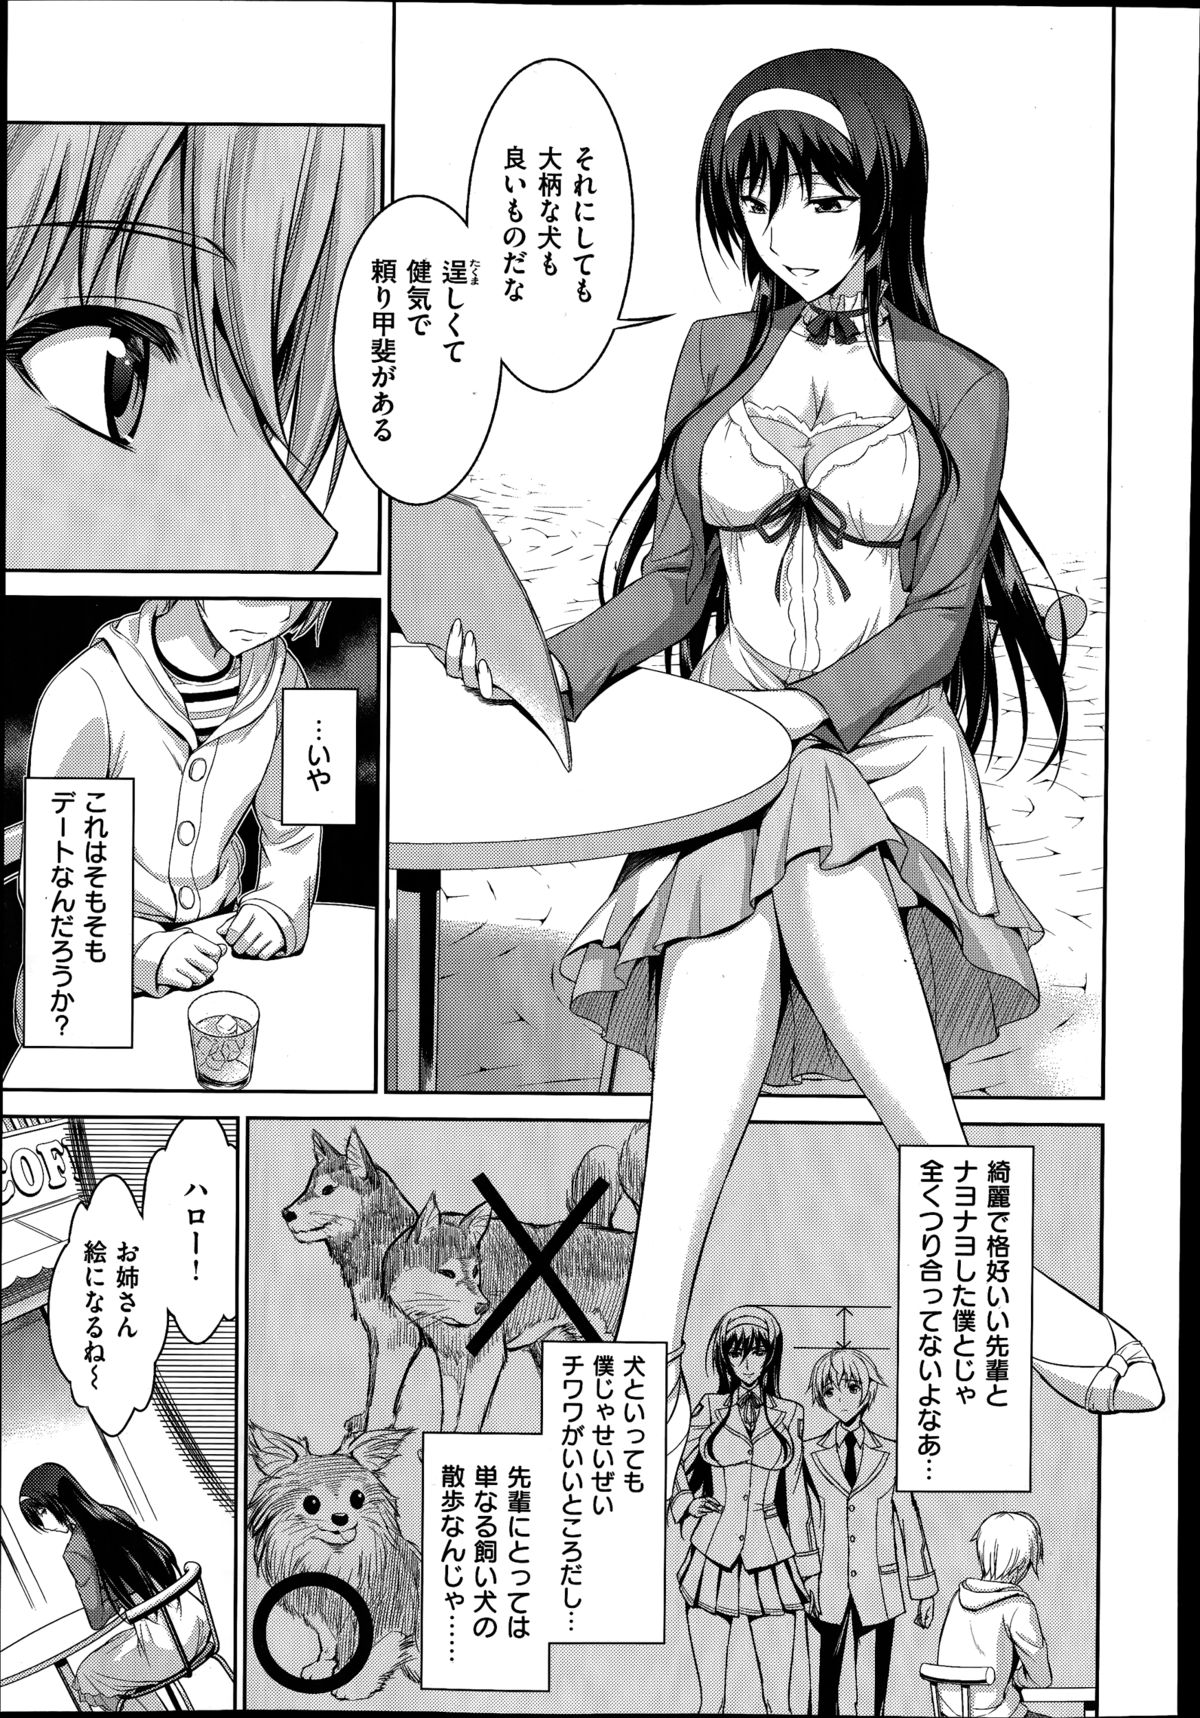 それにしても
大柄な犬も
良いものだな
逞しくて
たくま
健気で
頼り甲斐がある
…いや
これはそもそも
デートなんだろうか?
綺麗で格好いい先輩と
ナヨナヨした僕とじゃ
全くつり合ってないよなあ…
犬といっても
僕じゃせいぜい
チワワがいいところだし…
先輩にとっては
単なる飼い犬の
散歩なんじゃ……
ハロー!
お姉さん
絵になるね〜